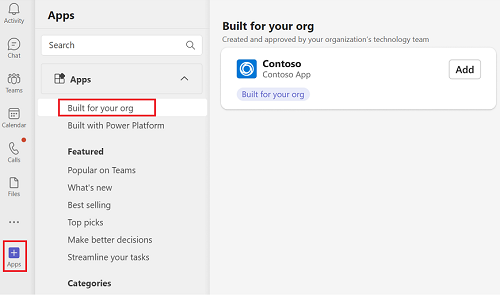 Activity
Chat
Teams
Calendar
Calls
Files
Apps
Apps
Search
Apps
Built for your org
Built with Power Platform
Featured
Popular on Teams
What's new
Best selling
Top picks
Make better decisions
Streamline your tasks
Categories
Built for your org
Created and approved by your organization's technology team
Contoso
Contoso App
Add
Built for your org